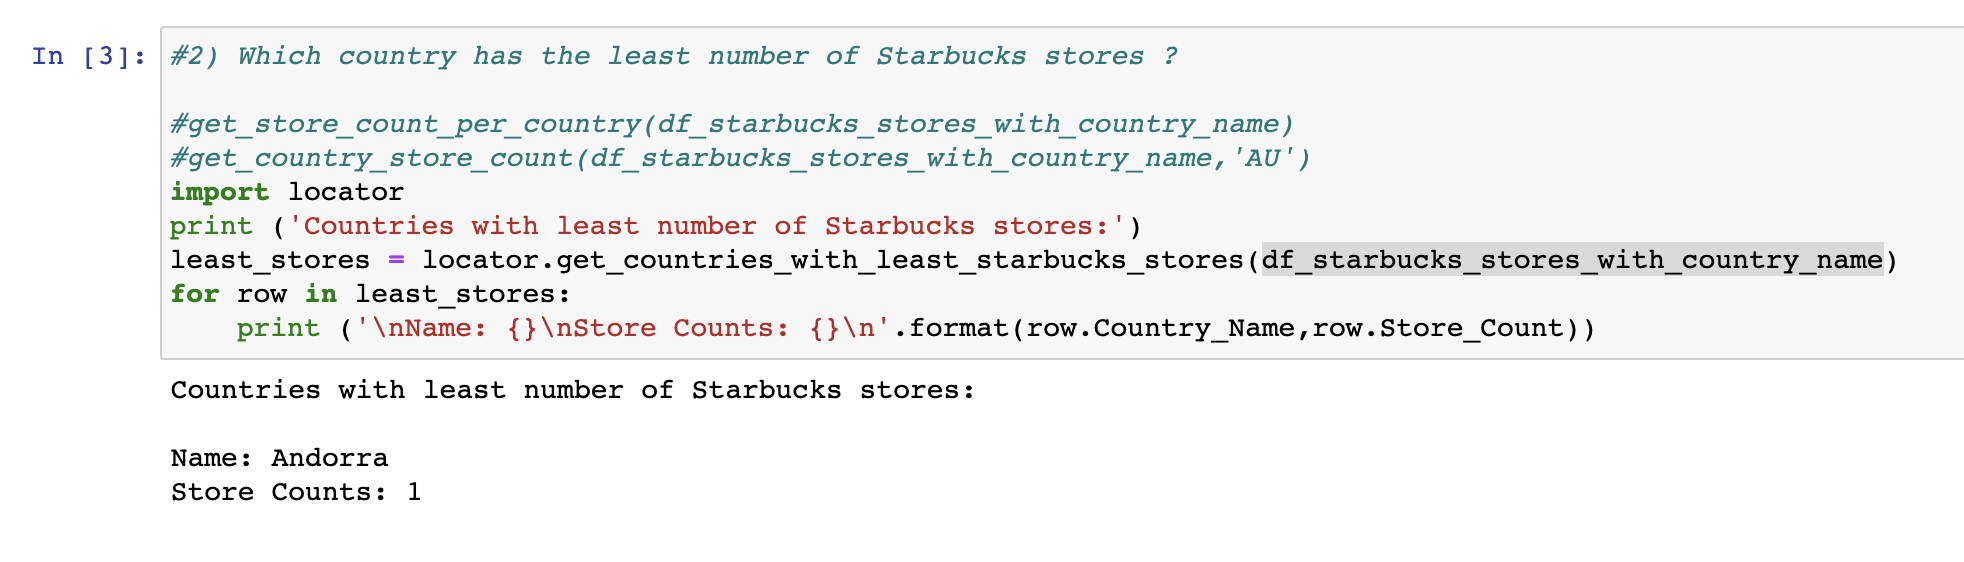 In [3]: #2) Which country has the least number of Starbucks stores ?
#get_store_count_per_country(df_starbucks_stores_with_country_name)
#get_country_store_count(df_starbucks_stores_with_country_name,'AU')
import locator
print ('Countries with least number of Starbucks stores:')
least_stores = locator.get_countries_with_least_starbucks_stores(df_starbucks_stores_with_country_name)
for row in least_stores:
    print ('\nName: {}\nStore Counts: {}\n'.format(row.Country_Name,row.Store_Count))
Countries with least number of Starbucks stores:
Name: Andorra
Store Counts: 1